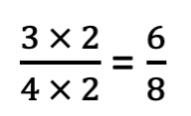 3 × 2 / 4 × 2 = 6 / 8